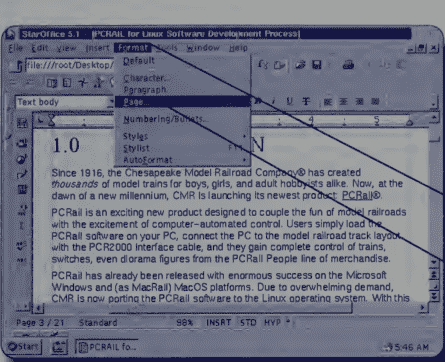 StarOffice 5.1 [PCRAIL for Linux Software Development Process]
File Edit View Insert Format Tools Window Help
file:///root/Desktop/
Default
Character...
Paragraph...
Page...
Numbering/Bullets...
Styles
Stylist F11
AutoFormat
Text body
B i U
1.0 N
Since 1916, the Chesapeake Model Railroad Company® has created
thousands of model trains for boys, girls, and adult hobbyists alike. Now, at the
dawn of a new millennium, CMR is launching its newest product: PCRail®.
PCRail is an exciting new product designed to couple the fun of model railroads
with the excitement of computer-automated control. Users simply load the
PCRail software on your PC, connect the PC to the model railroad track layout
with the PCR2000 interface cable, and they gain complete control of trains,
switches, even diorama figures from the PCRail People line of merchandise.
PCRail has already been released with enormous success on the Microsoft
Windows and (as MacRail) MacOS platforms. Due to overwhelming demand,
CMR is now porting the PCRail software to the Linux operating system. With this
Page 3 / 21 Standard 98% INSRT STD HYP *
Start PCRAIL fo... 5:46 AM